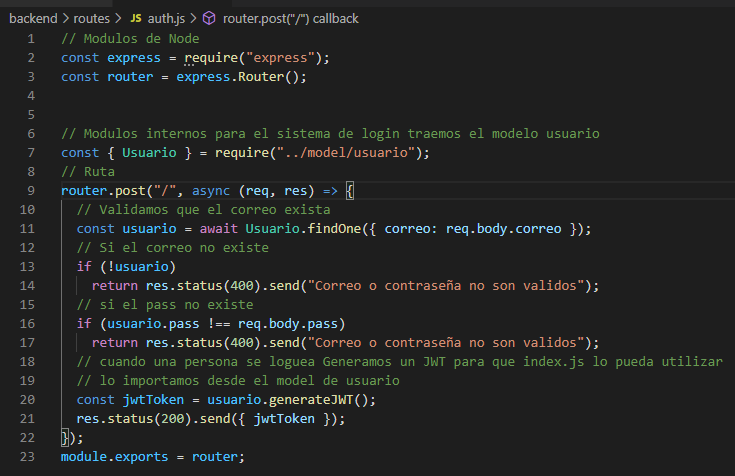 backend > routes > JS auth.js > router.post("/") callback
1 // Modulos de Node
2 const express = require("express");
3 const router = express.Router();
4
5
6 // Modulos internos para el sistema de login traemos el modelo usuario
7 const { Usuario } = require("../model/usuario");
8 // Ruta
9 router.post("/", async (req, res) => {
10 // Validamos que el correo exista
11 const usuario = await Usuario.findOne({ correo: req.body.correo });
12 // Si el correo no existe
13 if (!usuario)
14 return res.status(400).send("Correo o contraseña no son validos");
15 // si el pass no existe
16 if (usuario.pass !== req.body.pass)
17 return res.status(400).send("Correo o contraseña no son validos");
18 // cuando una persona se loguea Generamos un JWT para que index.js lo pueda utilizar
19 // lo importamos desde el model de usuario
20 const jwtToken = usuario.generateJWT();
21 res.status(200).send({ jwtToken });
22 });
23 module.exports = router;